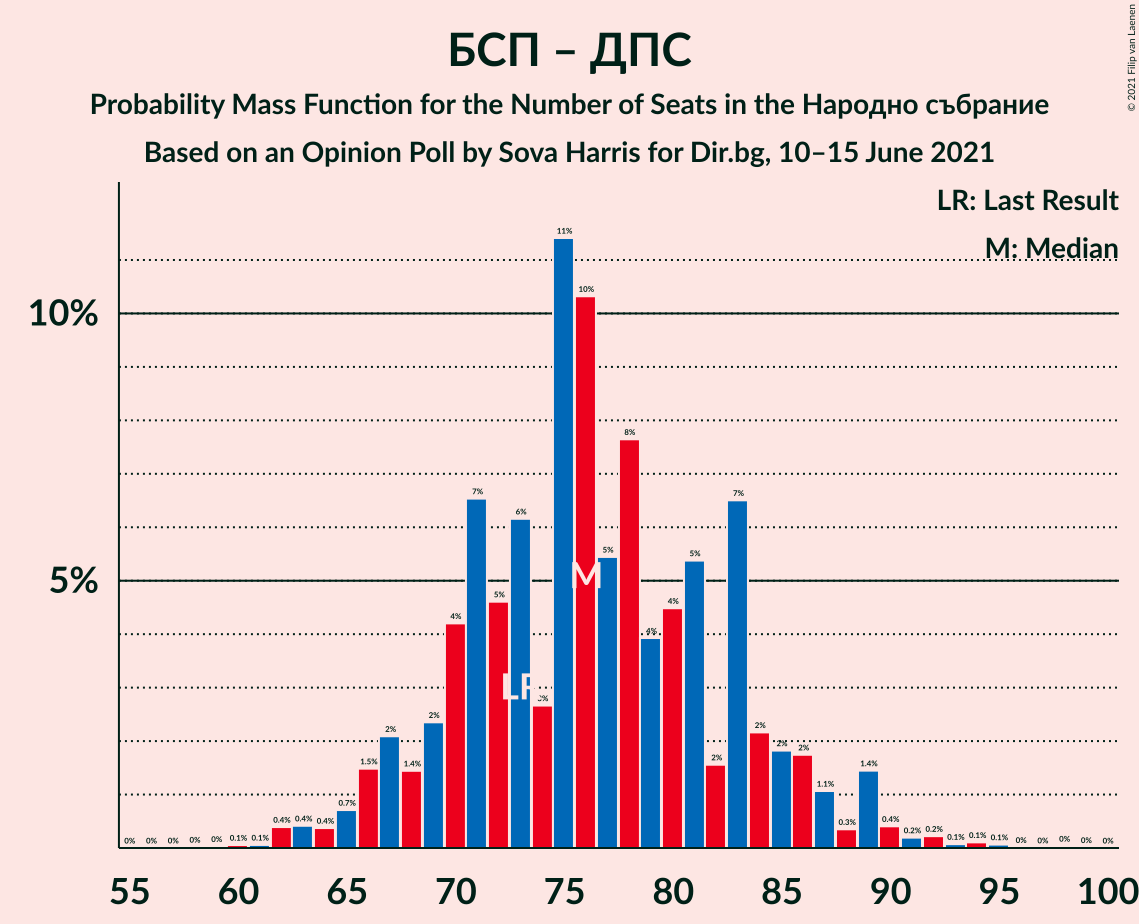 БСП – ДПС
Probability Mass Function for the Number of Seats in the Народно събрание
Based on an Opinion Poll by Sova Harris for Dir.bg, 10–15 June 2021
© 2021 Filip van Laenen
LR: Last Result
M: Median
10%
5%
0% 0% 0% 0% 0% 0.1% 0.1% 0.4% 0.4% 0.4% 0.7% 1.5% 2% 1.4% 2% 4% 7% 5% 6% 11% 10% 5% 8% 4% 4% 5% 2% 7% 2% 2% 2% 1.1% 0.3% 1.4% 0.4% 0.2% 0.2% 0.1% 0.1% 0.1% 0% 0% 0% 0% 0%
LR
M
55 60 65 70 75 80 85 90 95 100